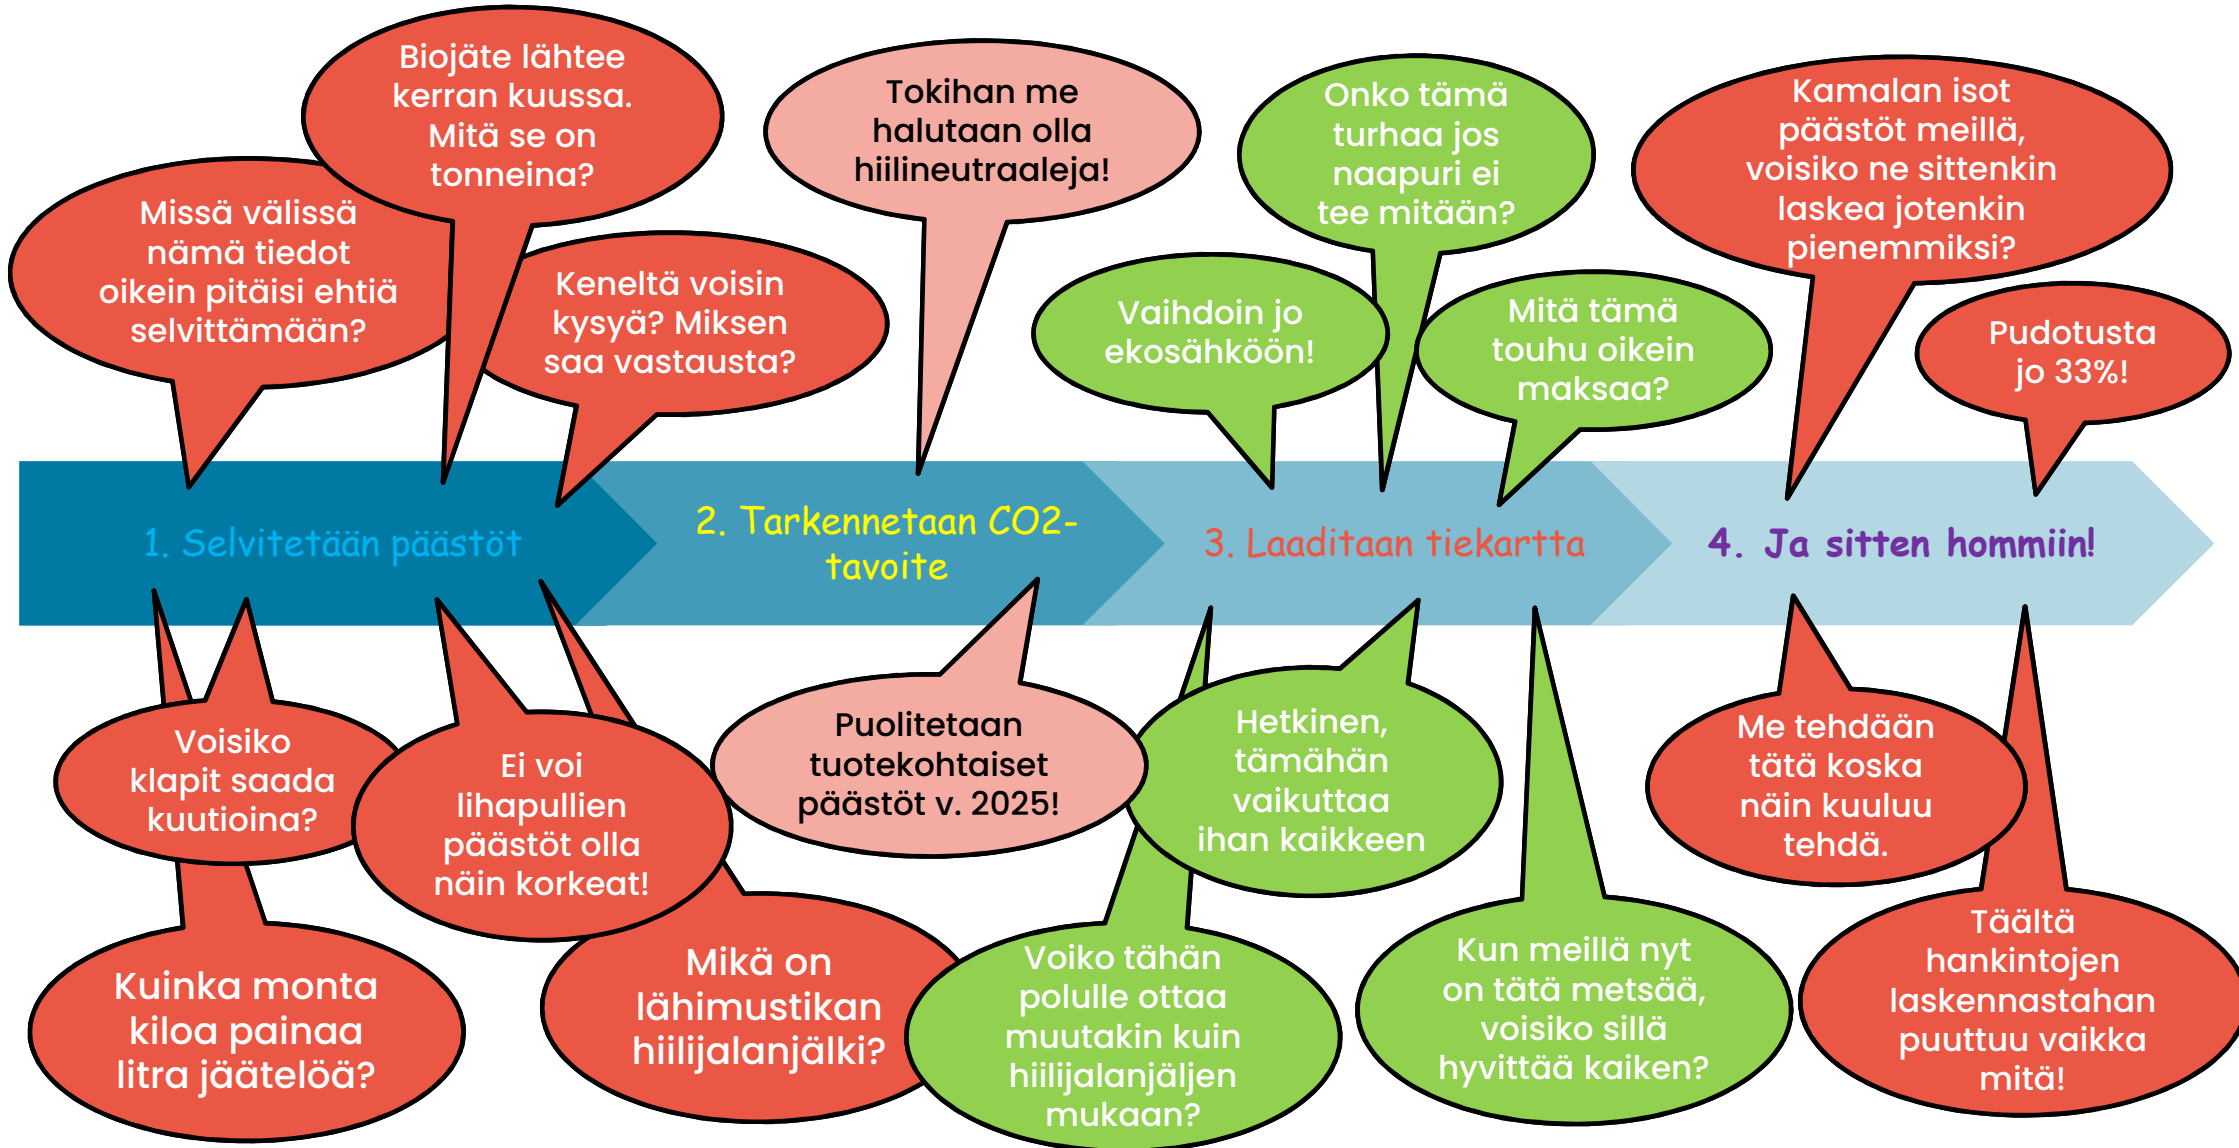 Biojäte lähtee
kerran kuussa.
Mitä se on
tonneina?
Missä välissä
nämä tiedot
oikein pitäisi ehtiä
selvittämään?
Keneltä voisin
kysyä? Miksen
saa vastausta?
Tokihan me
halutaan olla
hiilineutraaleja!
Onko tämä
turhaa jos
naapuri ei
tee mitään?
Vaihdoin jo
ekosähköön!
Mitä tämä
touhu oikein
maksaa?
Kamalan isot
päästöt meillä,
voisiko ne sittenkin
laskea jotenkin
pienemmiksi?
Pudotusta
jo 33%!
1. Selvitetään päästöt
2. Tarkennetaan CO2-
tavoite
3. Laaditaan tiekartta
4. Ja sitten hommiin!
Voisiko
klapit saada
kuutioina?
Ei voi
lihapullien
päästöt olla
näin korkeat!
Puolitetaan
tuotekohtaiset
päästöt v. 2025!
Hetkinen,
tämähän
vaikuttaa
ihan kaikkeen
Me tehdään
tätä koska
näin kuuluu
tehdä.
Kuinka monta
kiloa painaa
litra jäätelöä?
Mikä on
lähimustikan
hiilijalanjälki?
Voiko tähän
polulle ottaa
muutakin kuin
hiilijalanjäljen
mukaan?
Kun meillä nyt
on tätä metsää,
voisiko sillä
hyvittää kaiken?
Täältä
hankintojen
laskennastahan
puuttuu vaikka
mitä!